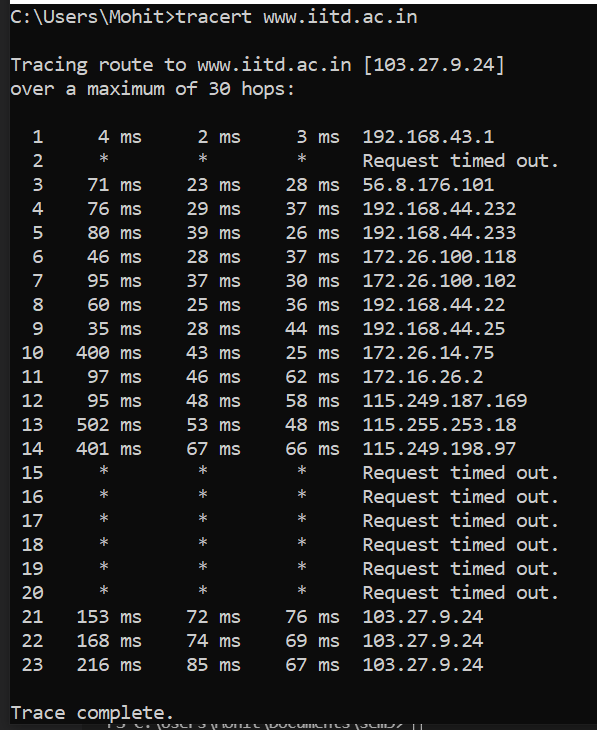 C:\Users\Mohit>tracert www.iitd.ac.in
Tracing route to www.iitd.ac.in [103.27.9.24]
over a maximum of 30 hops:
1 4 ms 2 ms 3 ms 192.168.43.1
2 * * * Request timed out.
3 71 ms 23 ms 28 ms 56.8.176.101
4 76 ms 29 ms 37 ms 192.168.44.232
5 80 ms 39 ms 26 ms 192.168.44.233
6 46 ms 28 ms 37 ms 172.26.100.118
7 95 ms 37 ms 30 ms 172.26.100.102
8 60 ms 25 ms 36 ms 192.168.44.22
9 35 ms 28 ms 44 ms 192.168.44.25
10 400 ms 43 ms 25 ms 172.26.14.75
11 97 ms 46 ms 62 ms 172.16.26.2
12 95 ms 48 ms 58 ms 115.249.187.169
13 502 ms 53 ms 48 ms 115.255.253.18
14 401 ms 67 ms 66 ms 115.249.198.97
15 * * * Request timed out.
16 * * * Request timed out.
17 * * * Request timed out.
18 * * * Request timed out.
19 * * * Request timed out.
20 * * * Request timed out.
21 153 ms 72 ms 76 ms 103.27.9.24
22 168 ms 74 ms 69 ms 103.27.9.24
23 216 ms 85 ms 67 ms 103.27.9.24
Trace complete.